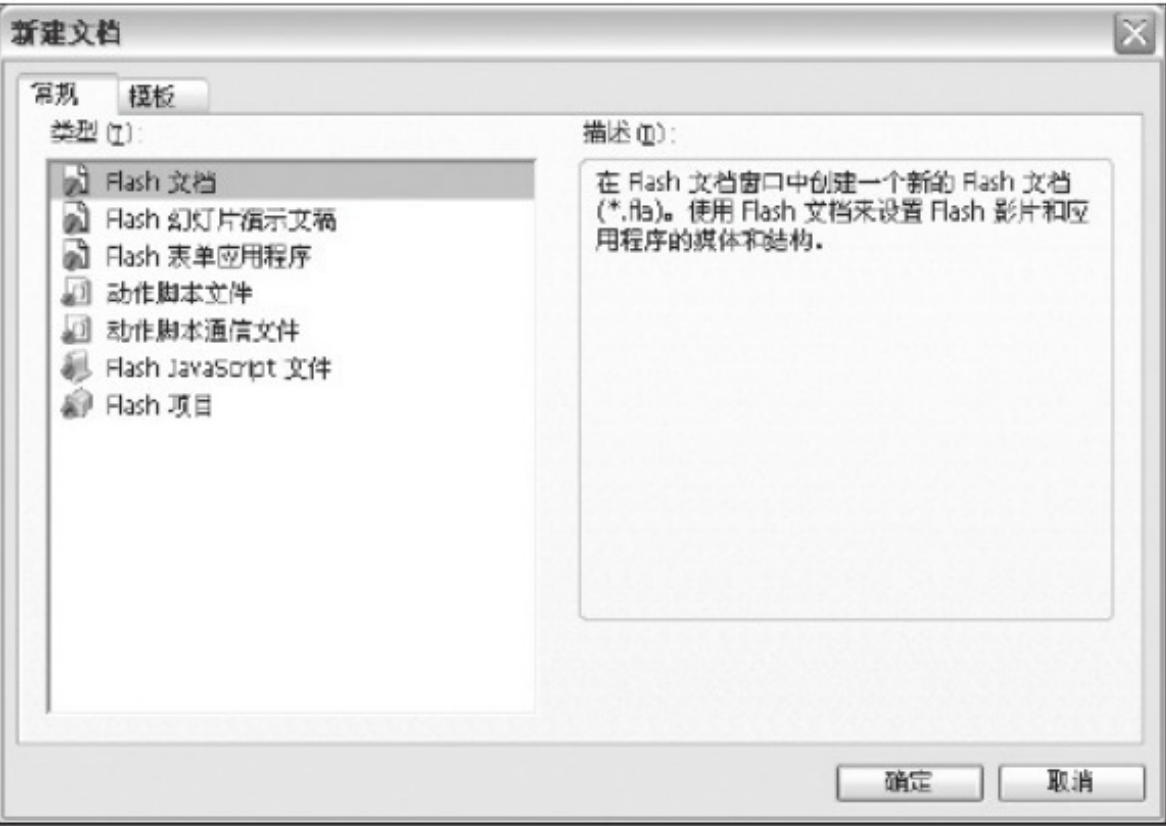 新建文档
常规 模板
类型(T):
Flash 文档
Flash 幻灯片演示文稿
Flash 表单应用程序
动作脚本文件
动作脚本通信文件
Flash JavaScript 文件
Flash 项目
描述(D):
在 Flash 文档窗口中创建一个新的 Flash 文档
(*.fla)。使用 Flash 文档来设置 Flash 影片和应
用程序的媒体和结构.
确定 取消